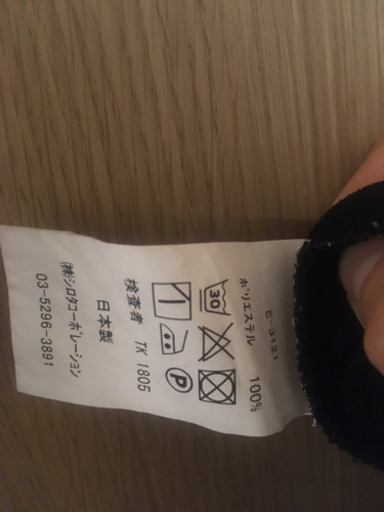 E-3121
ポリエステル 100%
30
P
検査者 TK 1805
日本製
(株)シロタコーポレーション
03-5296-3891